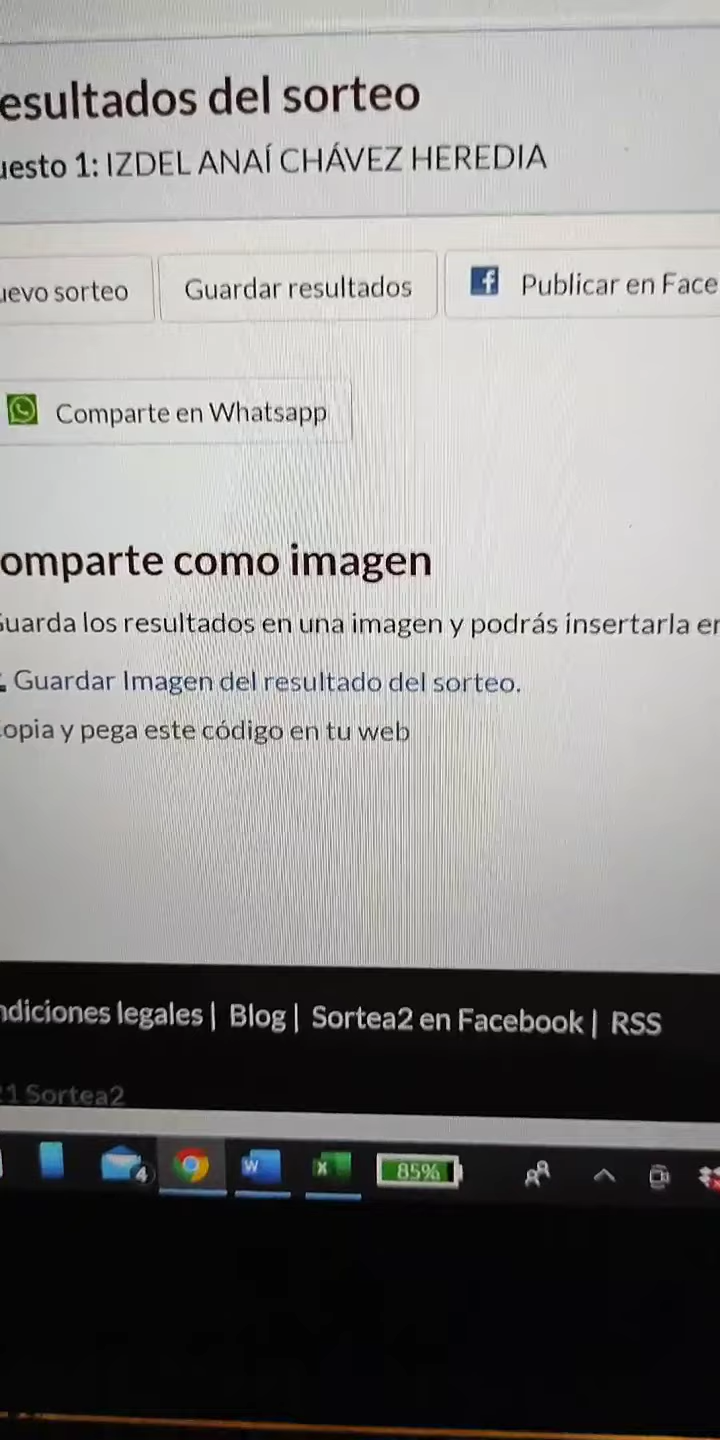 esultados del sorteo
uesto 1: IZDEL ANAÍ CHÁVEZ HEREDIA
uevo sorteo
Guardar resultados
f Publicar en Face
Comparte en Whatsapp
omparte como imagen
Guarda los resultados en una imagen y podrás insertarla en
Guardar Imagen del resultado del sorteo.
opia y pega este código en tu web
ndiciones legales | Blog | Sortea2 en Facebook | RSS
21 Sortea2
4
W
X
85%